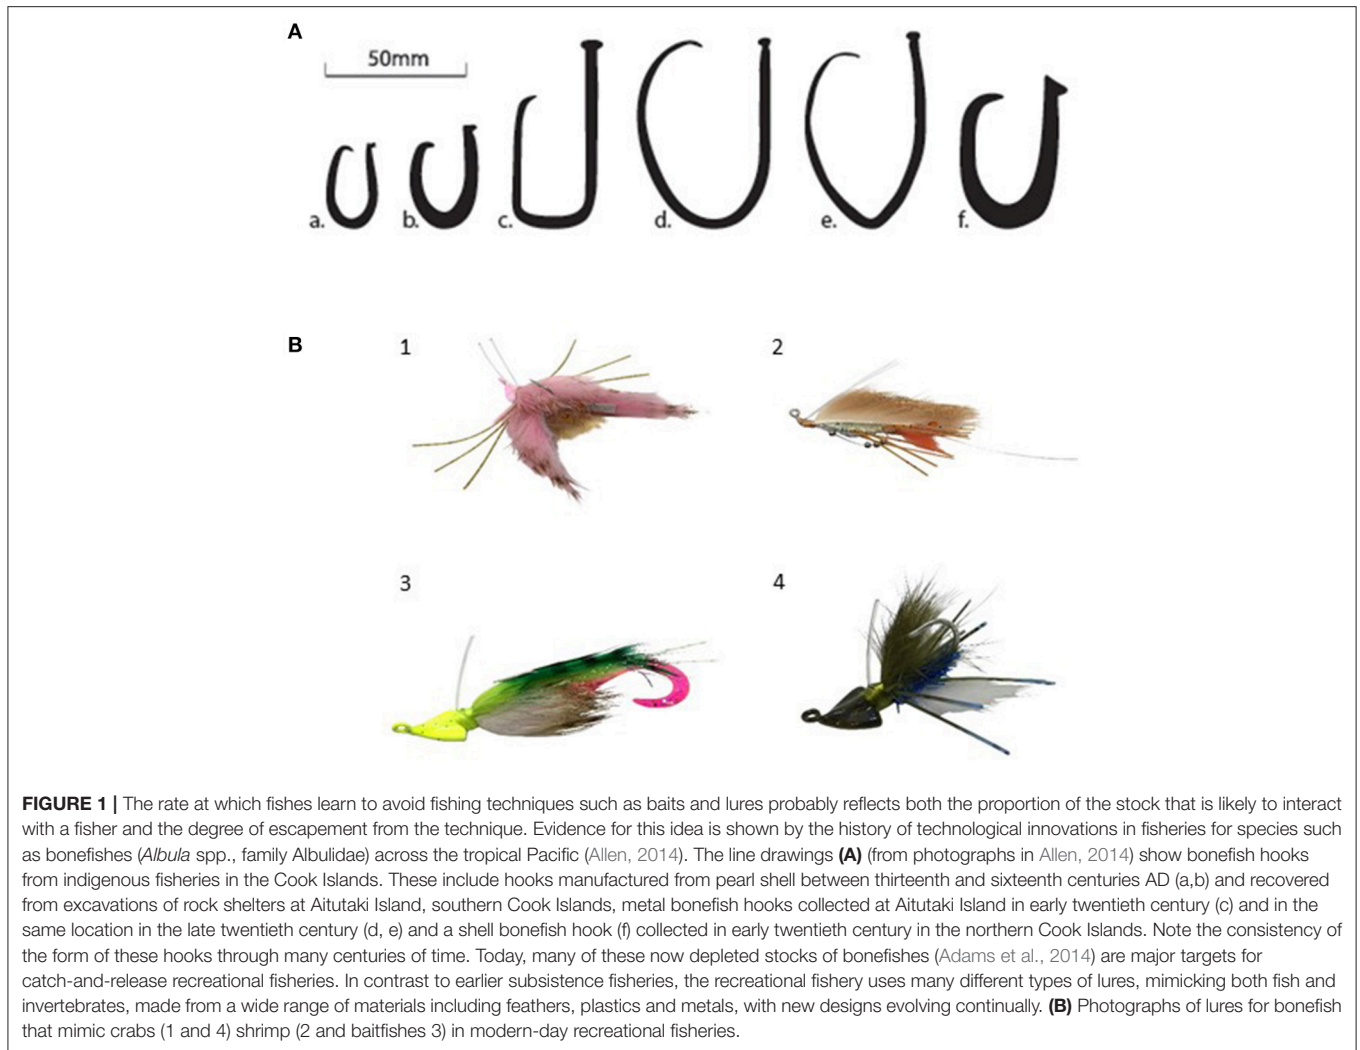 A
50mm
a.
b.
c.
d.
e.
f.
B
1
2
3
4
FIGURE 1 | The rate at which fishes learn to avoid fishing techniques such as baits and lures probably reflects both the proportion of the stock that is likely to interact
with a fisher and the degree of escapement from the technique. Evidence for this idea is shown by the history of technological innovations in fisheries for species such
as bonefishes (Albula spp., family Albulidae) across the tropical Pacific (Allen, 2014). The line drawings (A) (from photographs in Allen, 2014) show bonefish hooks
from indigenous fisheries in the Cook Islands. These include hooks manufactured from pearl shell between thirteenth and sixteenth centuries AD (a,b) and recovered
from excavations of rock shelters at Aitutaki Island, southern Cook Islands, metal bonefish hooks collected at Aitutaki Island in early twentieth century (c) and in the
same location in the late twentieth century (d, e) and a shell bonefish hook (f) collected in early twentieth century in the northern Cook Islands. Note the consistency of
the form of these hooks through many centuries of time. Today, many of these now depleted stocks of bonefishes (Adams et al., 2014) are major targets for
catch-and-release recreational fisheries. In contrast to earlier subsistence fisheries, the recreational fishery uses many different types of lures, mimicking both fish and
invertebrates, made from a wide range of materials including feathers, plastics and metals, with new designs evolving continually. (B) Photographs of lures for bonefish
that mimic crabs (1 and 4) shrimp (2 and baitfishes 3) in modern-day recreational fisheries.